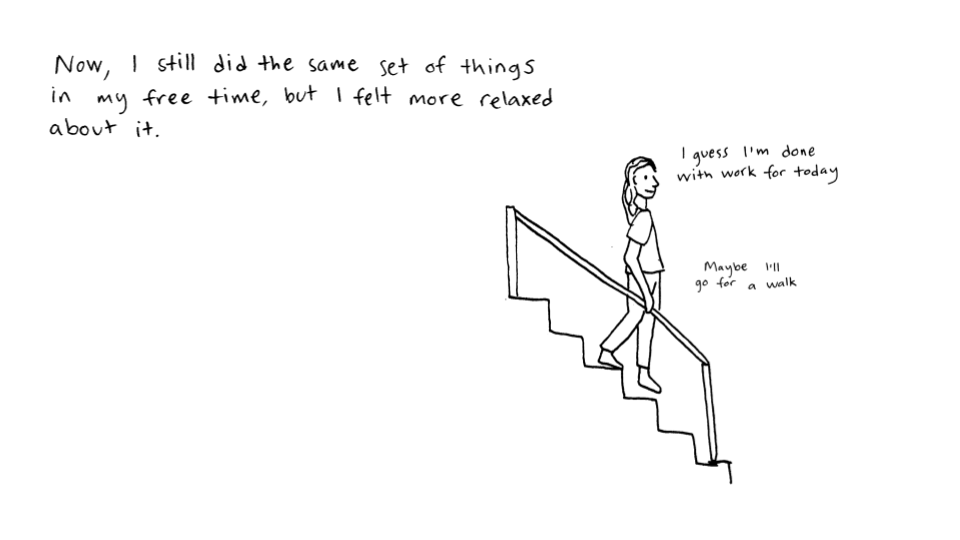 Now, I still did the same set of things
in my free time, but I felt more relaxed
about it.
I guess I'm done
with work for today
Maybe I'll
go for a walk